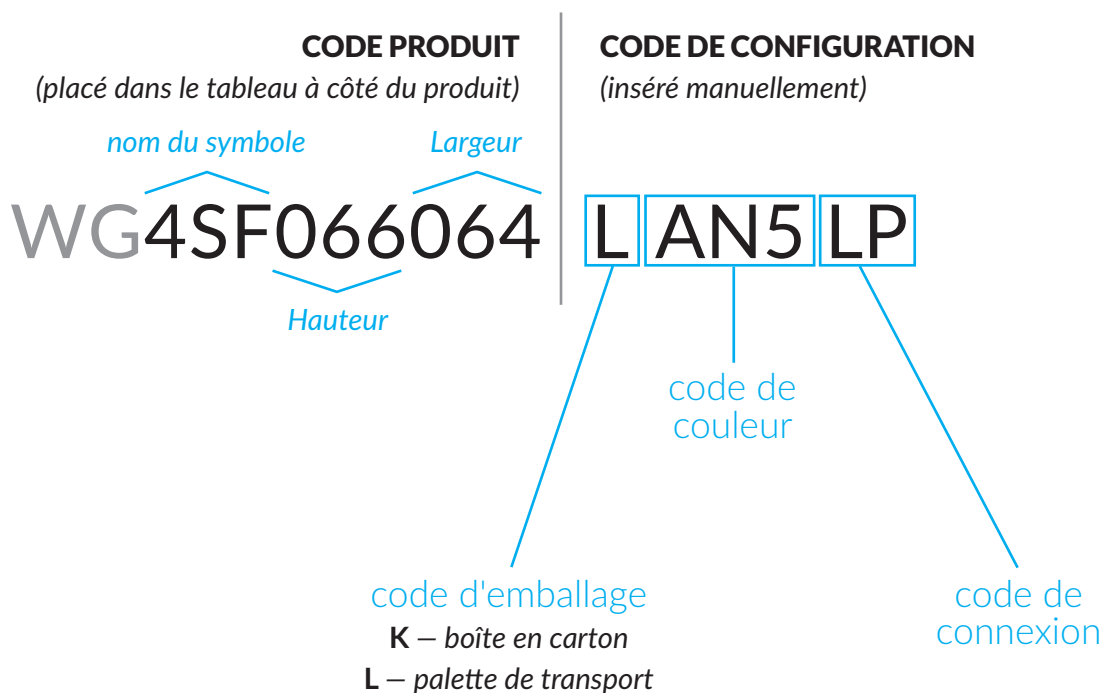 CODE PRODUIT
(placé dans le tableau à côté du produit)
CODE DE CONFIGURATION
(inséré manuellement)
nom du symbole
Largeur
WG4SF066064 L AN5 LP
Hauteur
code de
couleur
code d'emballage
K – boîte en carton
L – palette de transport
code de
connexion